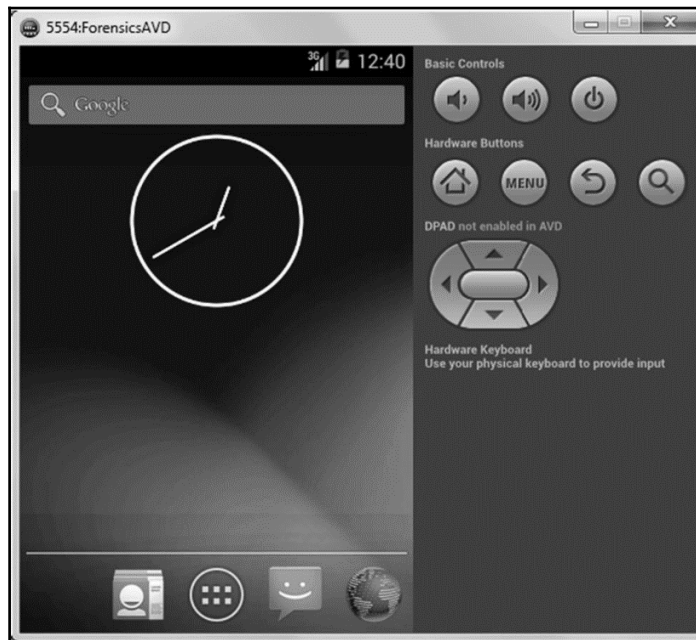 5554:ForensicsAVD
3G
12:40
Google
Basic Controls
Hardware Buttons
MENU
DPAD not enabled in AVD
Hardware Keyboard
Use your physical keyboard to provide input